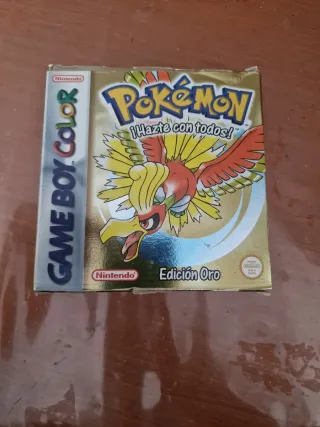 Nintendo
GAME BOY COLOR
POKÉMON
¡Hazte con todos!
Nintendo
Edición Oro